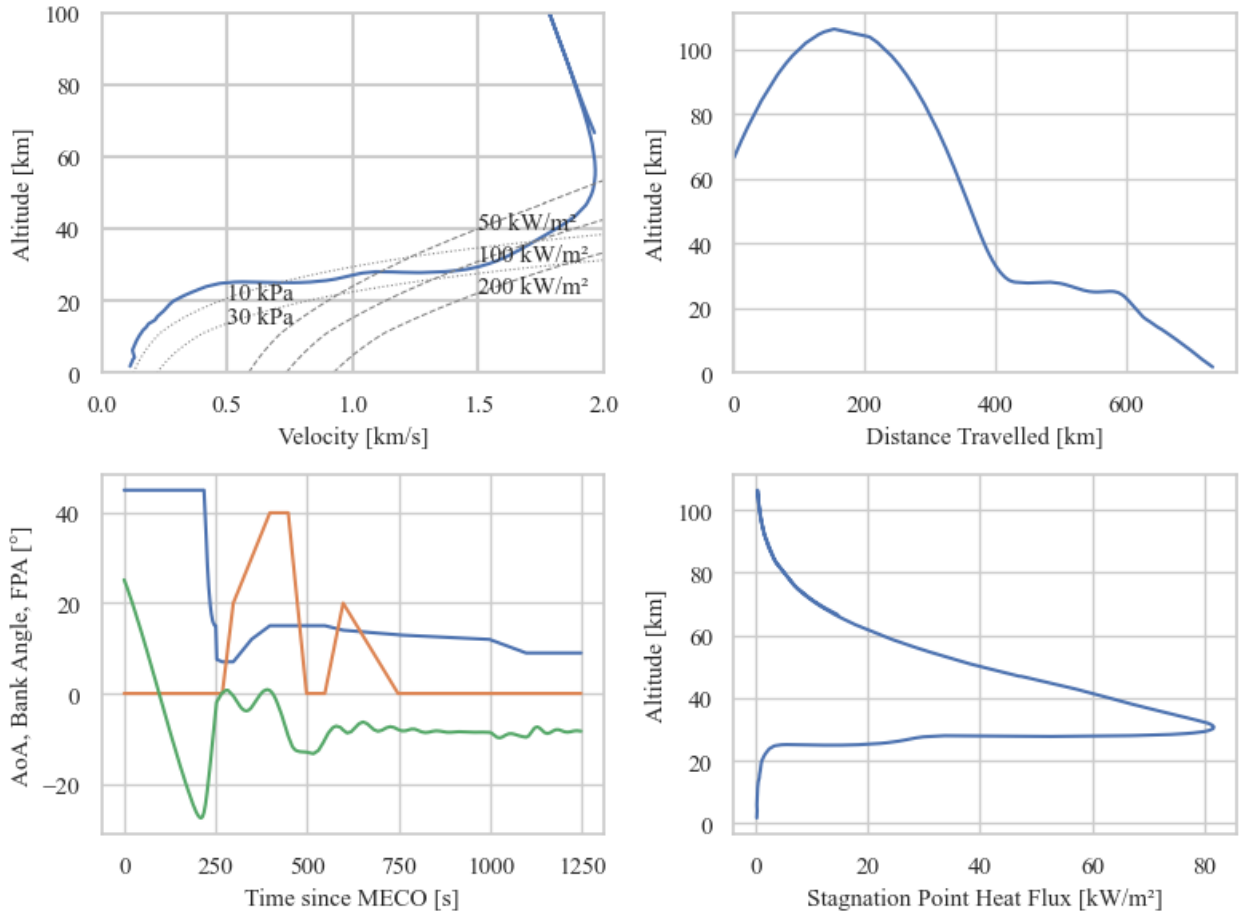 100
80
60
40
20
0
Altitude [km]
50 kW/m²
100 kW/m²
200 kW/m²
10 kPa
30 kPa
0.0 0.5 1.0 1.5 2.0
Velocity [km/s]
100
80
60
40
20
0
Altitude [km]
0 200 400 600
Distance Travelled [km]
40
20
0
−20
AoA, Bank Angle, FPA [°]
0 250 500 750 1000 1250
Time since MECO [s]
100
80
60
40
20
0
Altitude [km]
0 20 40 60 80
Stagnation Point Heat Flux [kW/m²]